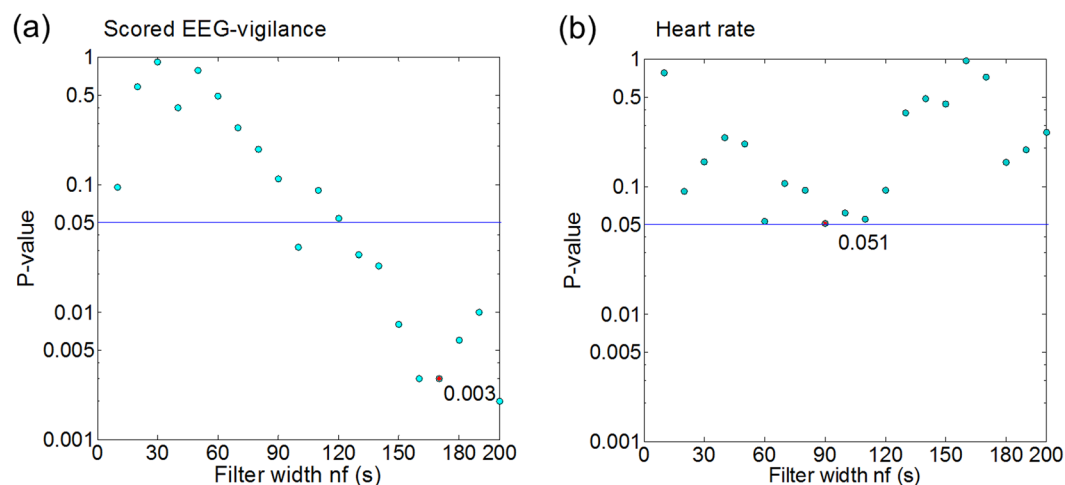 (a) Scored EEG-vigilance
1
0.5
0.1
0.05
0.01
0.005
0.001
P-value
0.003
0 30 60 90 120 150 180 200
Filter width nf (s)
(b) Heart rate
1
0.5
0.1
0.05
0.01
0.005
0.001
P-value
0.051
0 30 60 90 120 150 180 200
Filter width nf (s)